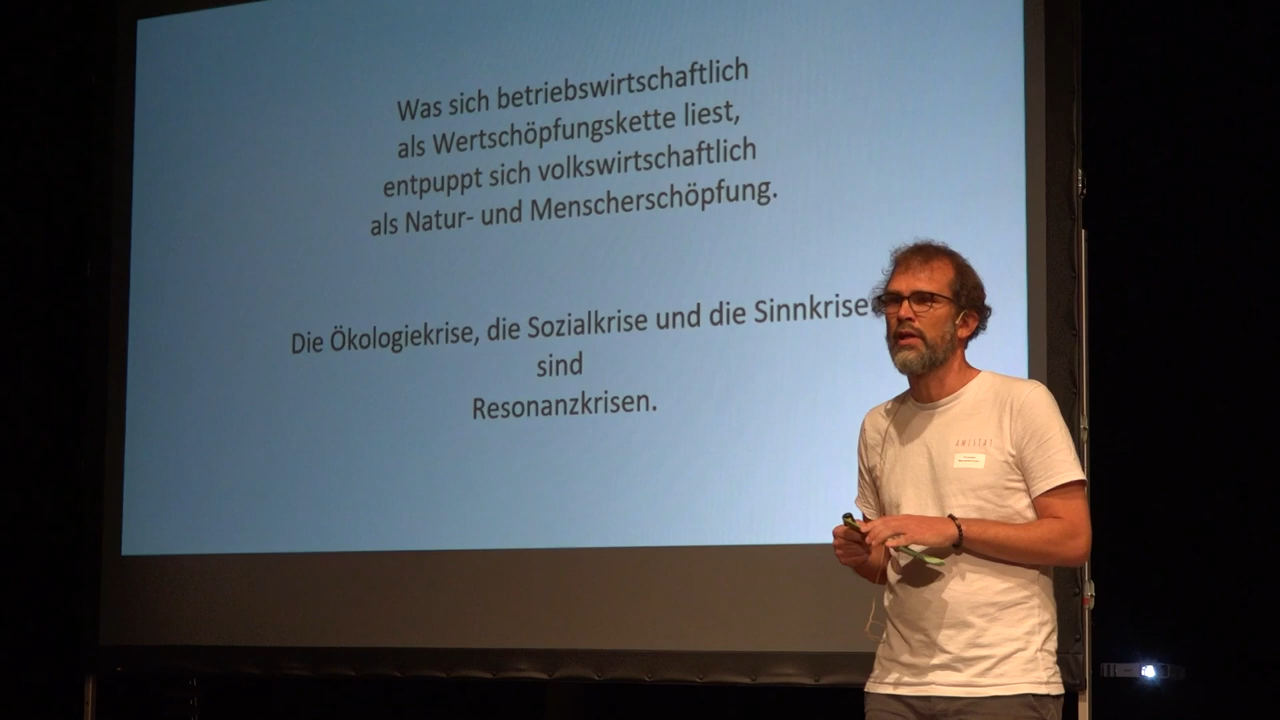 Was sich betriebswirtschaftlich
als Wertschöpfungskette liest,
entpuppt sich volkswirtschaftlich
als Natur- und Menscherschöpfung.
Die Ökologiekrise, die Sozialkrise und die Sinnkrise
sind
Resonanzkrisen.